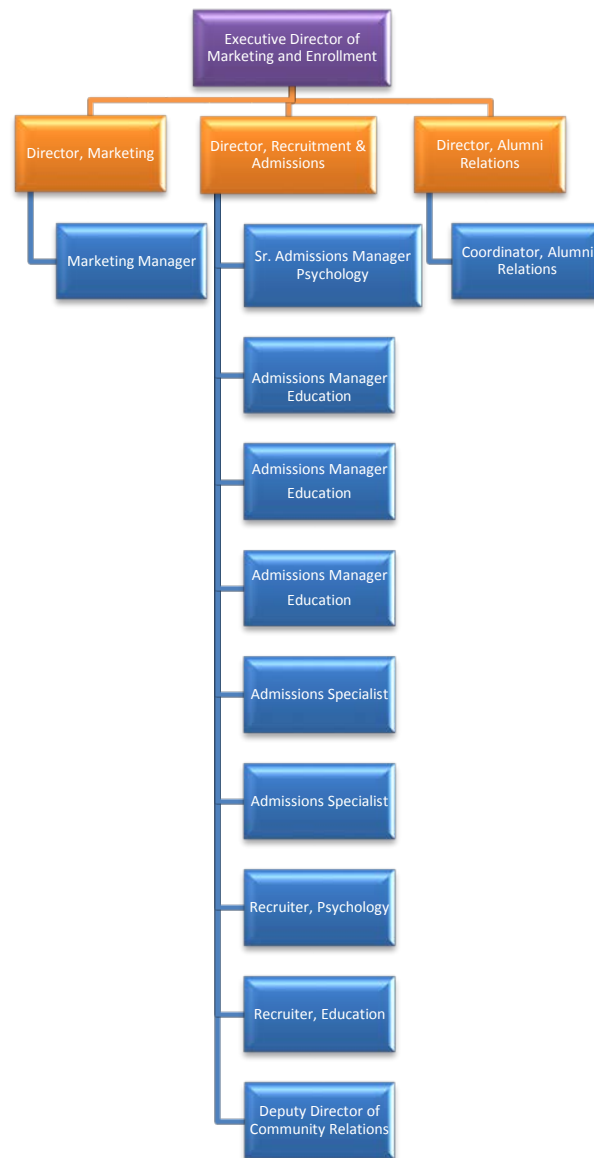 Executive Director of
Marketing and Enrollment
Director, Marketing
Director, Recruitment &
Admissions
Director, Alumni
Relations
Marketing Manager
Sr. Admissions Manager
Psychology
Coordinator, Alumni
Relations
Admissions Manager
Education
Admissions Manager
Education
Admissions Manager
Education
Admissions Specialist
Admissions Specialist
Recruiter, Psychology
Recruiter, Education
Deputy Director of
Community Relations